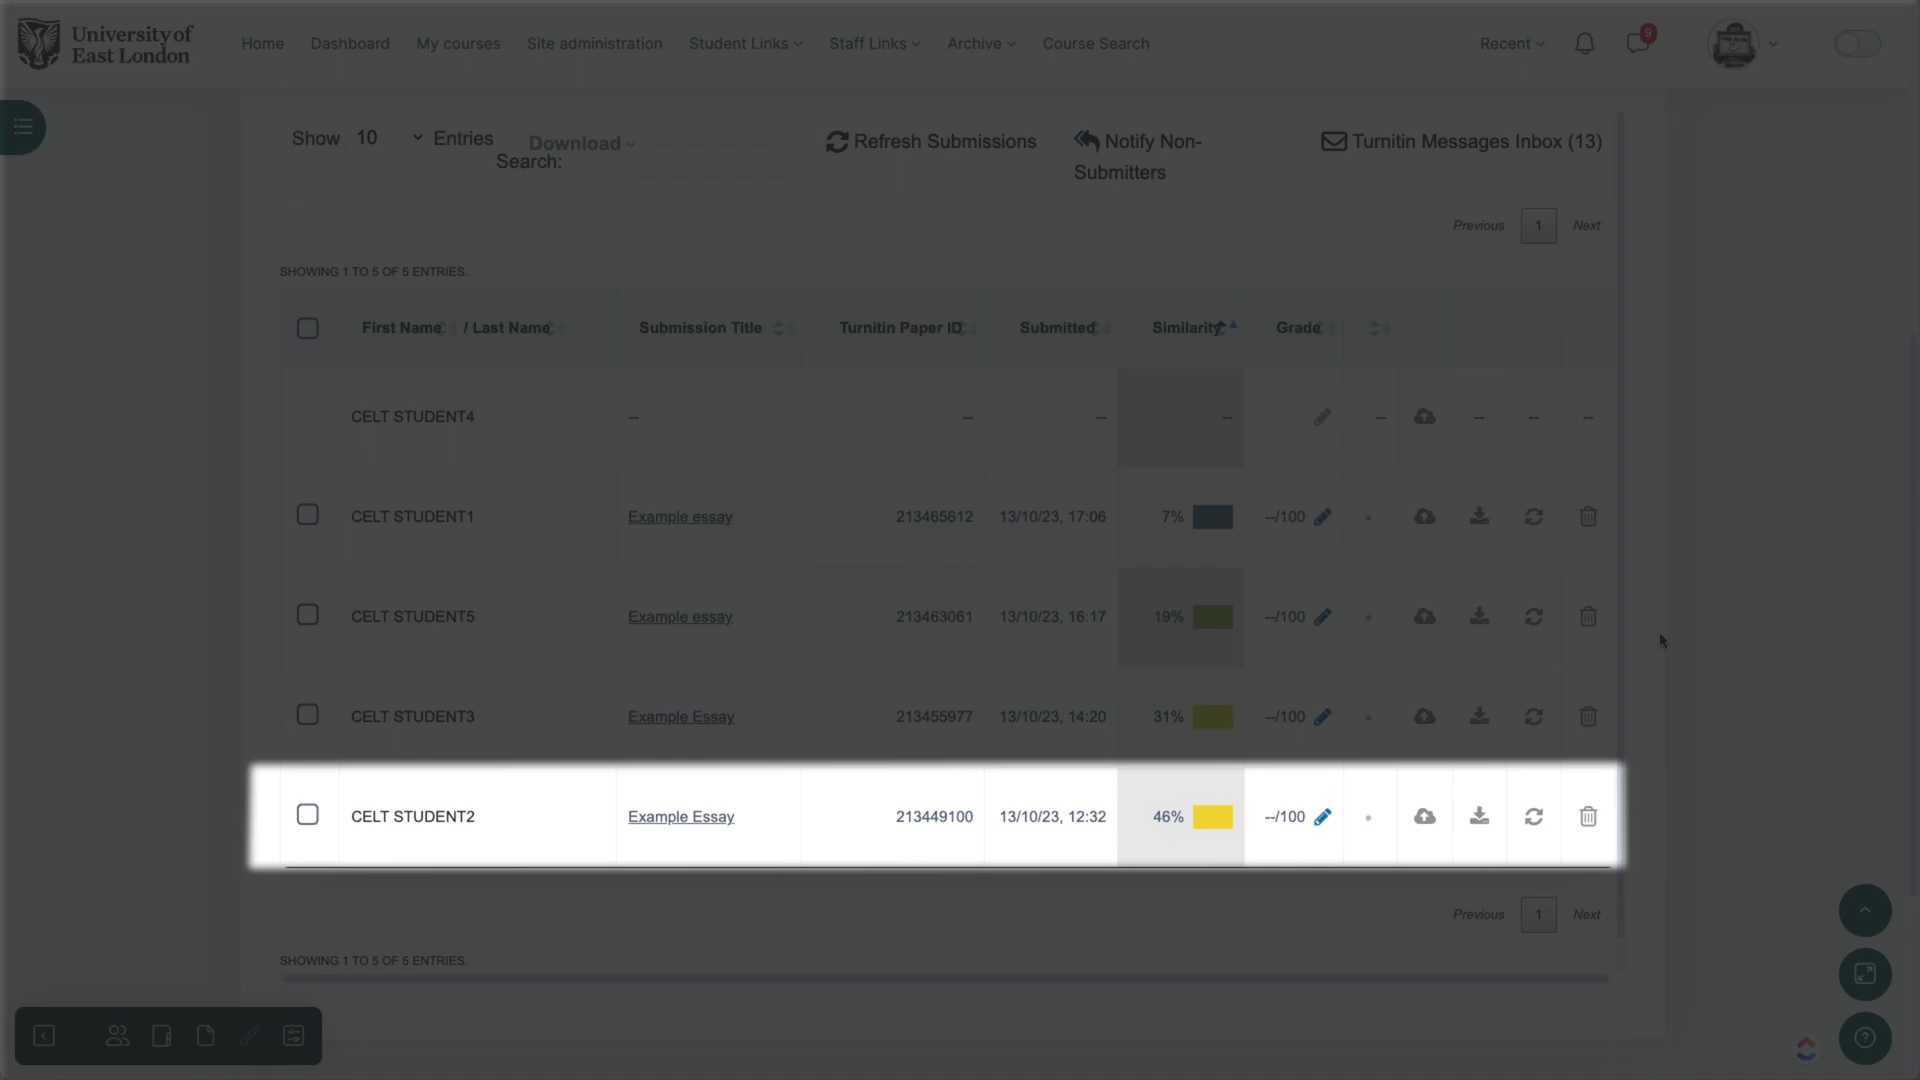 University of
East London
Home Dashboard My courses Site administration Student Links Staff Links Archive Course Search Recent 9
Show 10 Entries Download Refresh Submissions Notify Non-Submitters Turnitin Messages Inbox (13)
Search:
Previous 1 Next
SHOWING 1 TO 5 OF 5 ENTRIES.
First Name / Last Name Submission Title Turnitin Paper ID Submitted Similarity Grade
CELT STUDENT4 -- -- -- -- -- -- -- --
CELT STUDENT1 Example essay 213465612 13/10/23, 17:06 7% --/100
CELT STUDENT5 Example essay 213463061 13/10/23, 16:17 19% --/100
CELT STUDENT3 Example Essay 213455977 13/10/23, 14:20 31% --/100
CELT STUDENT2 Example Essay 213449100 13/10/23, 12:32 46% --/100
Previous 1 Next
SHOWING 1 TO 5 OF 5 ENTRIES.